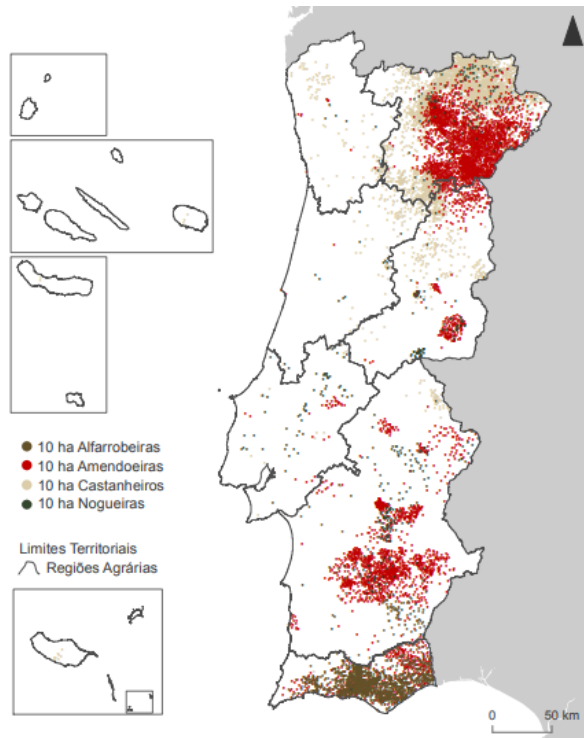 10 ha Alfarrobeiras
10 ha Amendoeiras
10 ha Castanheiros
10 ha Nogueiras
Limites Territoriais
Regiões Agrárias
0 50 km